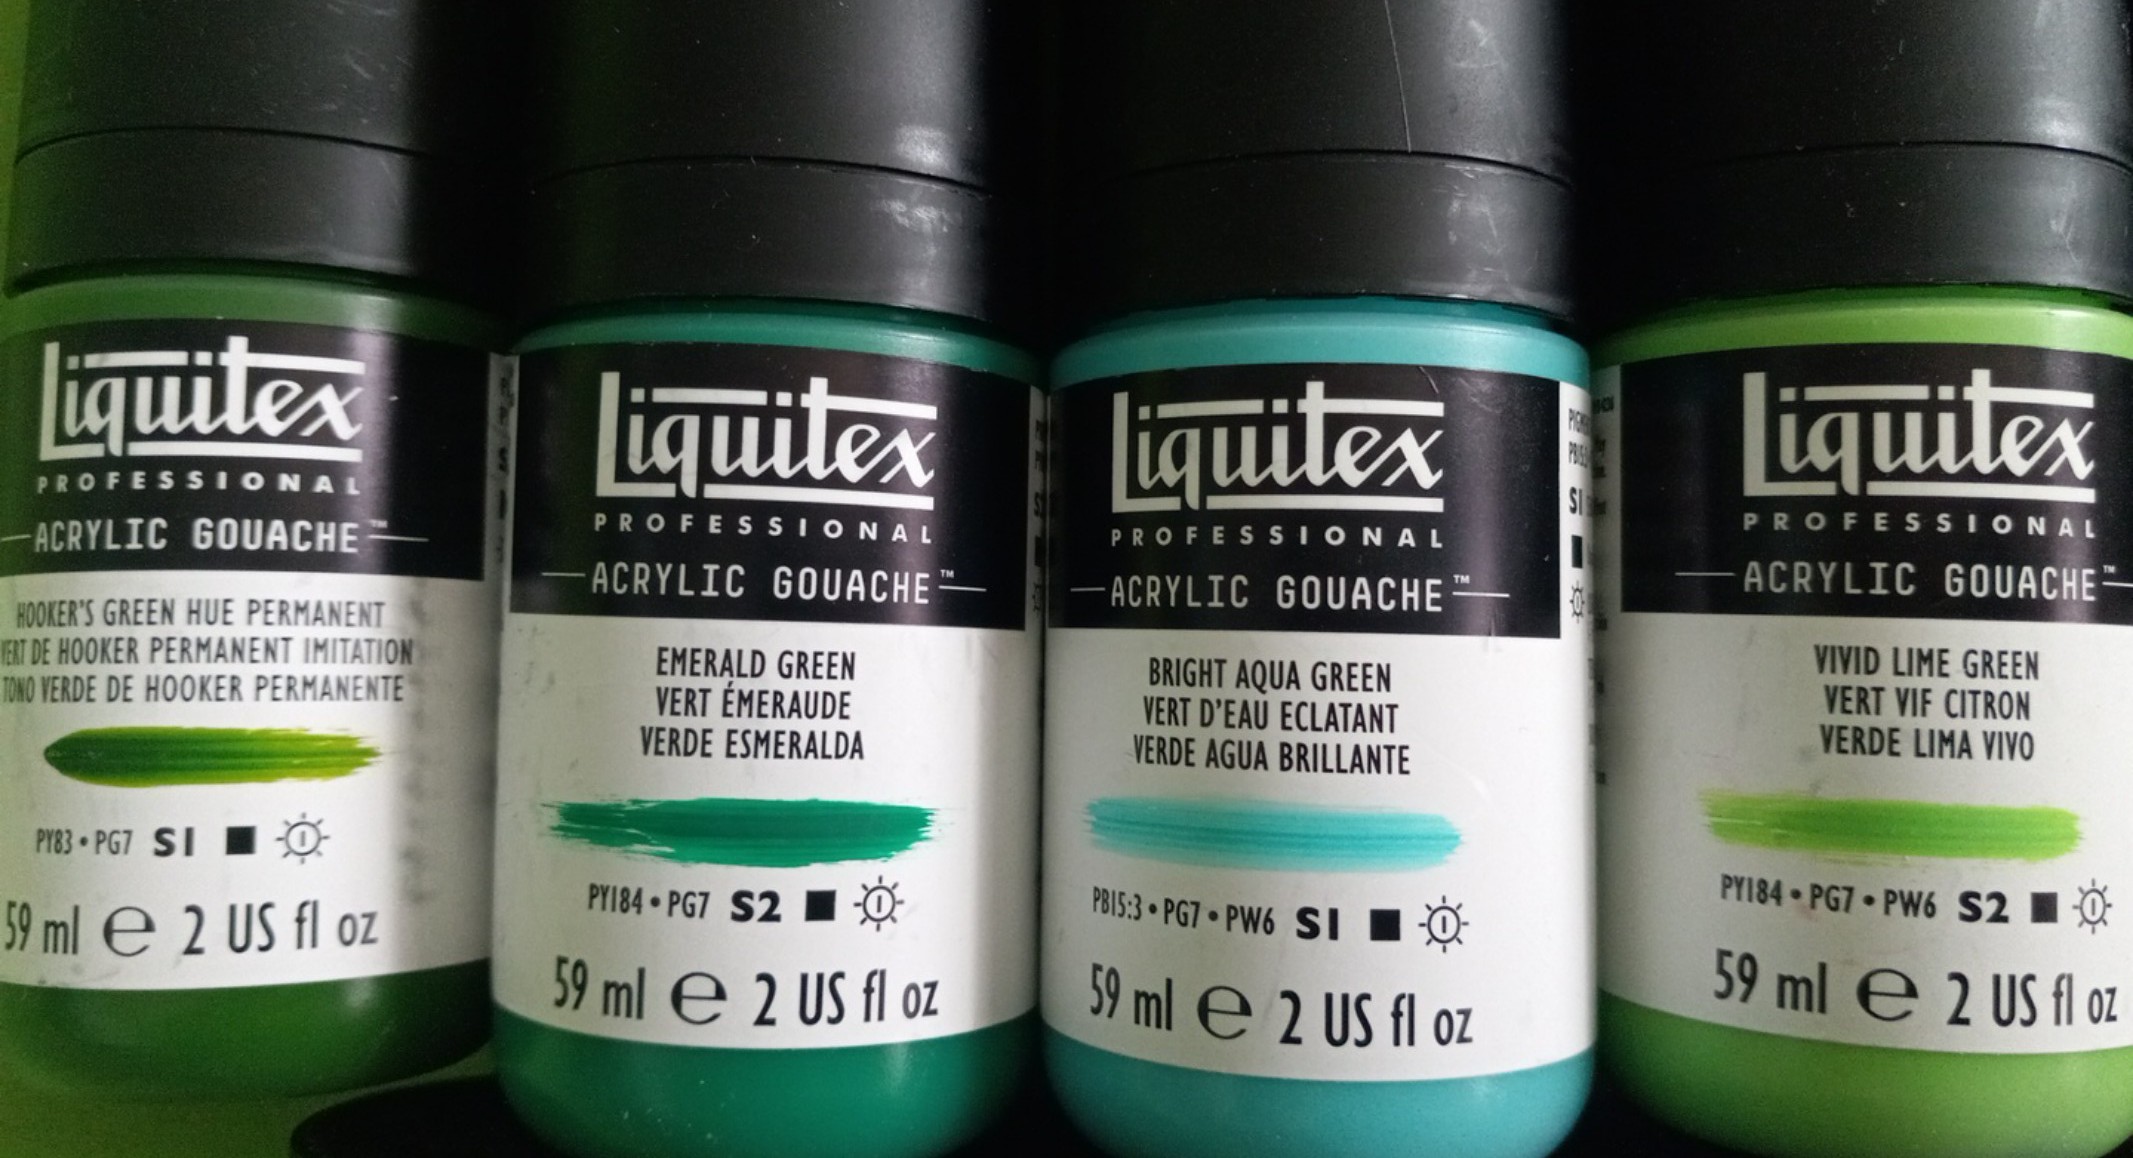 Liquitex
PROFESSIONAL
ACRYLIC GOUACHE™
HOOKER'S GREEN HUE PERMANENT
VERT DE HOOKER PERMANENT IMITATION
TONO VERDE DE HOOKER PERMANENTE
PY83 • PG7 S1
59 ml e 2 US fl oz
Liquitex
PROFESSIONAL
ACRYLIC GOUACHE™
EMERALD GREEN
VERT ÉMERAUDE
VERDE ESMERALDA
PY184 • PG7 S2 I
59 ml e 2 US fl oz
Liquitex
PROFESSIONAL
ACRYLIC GOUACHE™
BRIGHT AQUA GREEN
VERT D'EAU ECLATANT
VERDE AGUA BRILLANTE
PB15:3 • PG7 • PW6 S1 I
59 ml e 2 US fl oz
S1
Liquitex
PROFESSIONAL
ACRYLIC GOUACHE™
VIVID LIME GREEN
VERT VIF CITRON
VERDE LIMA VIVO
PY184 • PG7 • PW6 S2 I
59 ml e 2 US fl oz